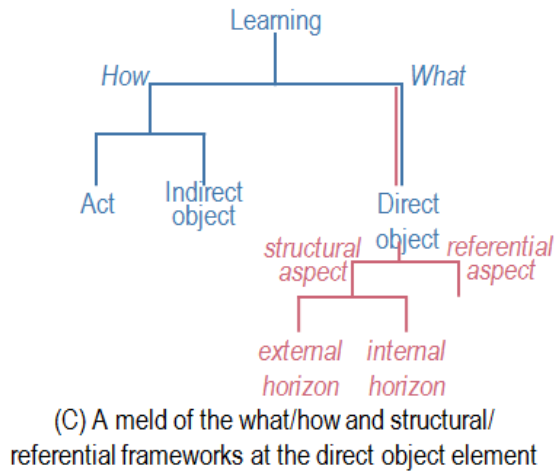 Learning
How What
Act Indirect Direct
object object
structural referential
aspect aspect
external internal
horizon horizon
(C) A meld of the what/how and structural/
referential frameworks at the direct object element